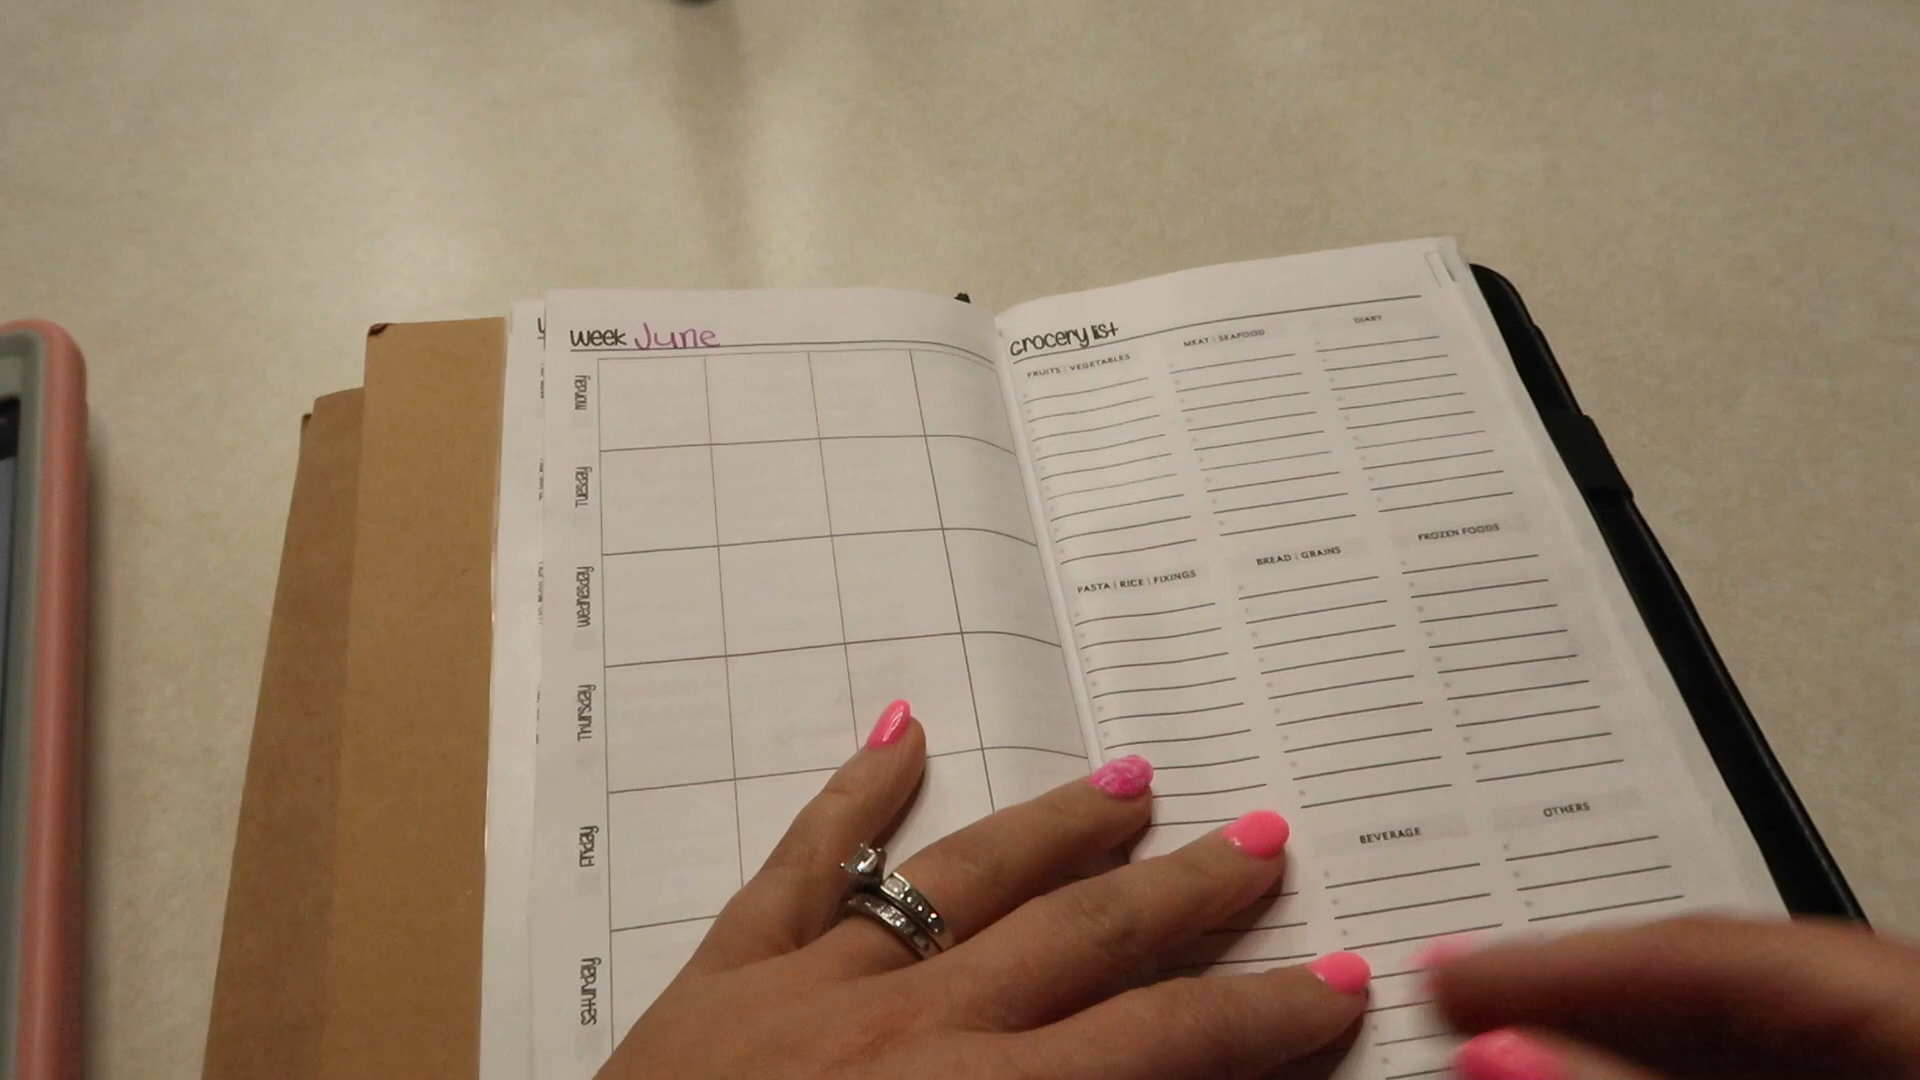 week June
monday
Tuesday
wednesday
Thursday
friday
saturday
grocery list
FRUITS | VEGETABLES
MEAT | SEAFOOD
DIARY
PASTA | RICE | FIXINGS
BREAD | GRAINS
FROZEN FOODS
BEVERAGE
OTHERS